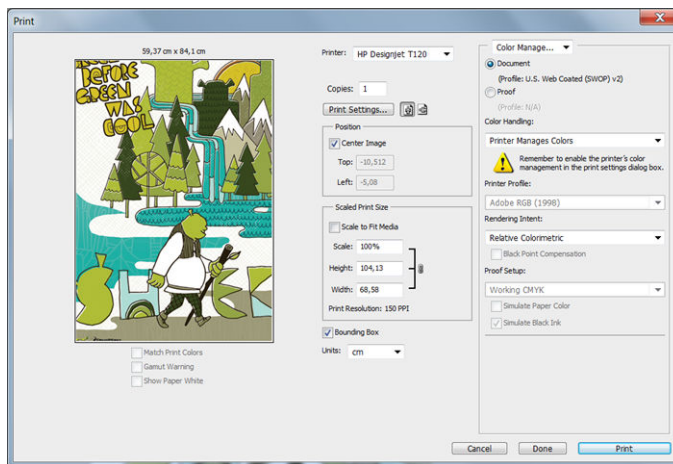 Print
59,37 cm x 84,1 cm
BEFORE
GREEN
WAS
COOL
SHREK
Match Print Colors
Gamut Warning
Show Paper White
Printer: HP Designjet T120
Copies: 1
Print Settings...
Position
Center Image
Top: -10,512
Left: -5,08
Scaled Print Size
Scale to Fit Media
Scale: 100%
Height: 104,13
Width: 68,58
Print Resolution: 150 PPI
Bounding Box
Units: cm
Color Manage...
Document
(Profile: U.S. Web Coated (SWOP) v2)
Proof
(Profile: N/A)
Color Handling:
Printer Manages Colors
Remember to enable the printer's color
management in the print settings dialog box.
Printer Profile:
Adobe RGB (1998)
Rendering Intent:
Relative Colorimetric
Black Point Compensation
Proof Setup:
Working CMYK
Simulate Paper Color
Simulate Black Ink
Cancel
Done
Print